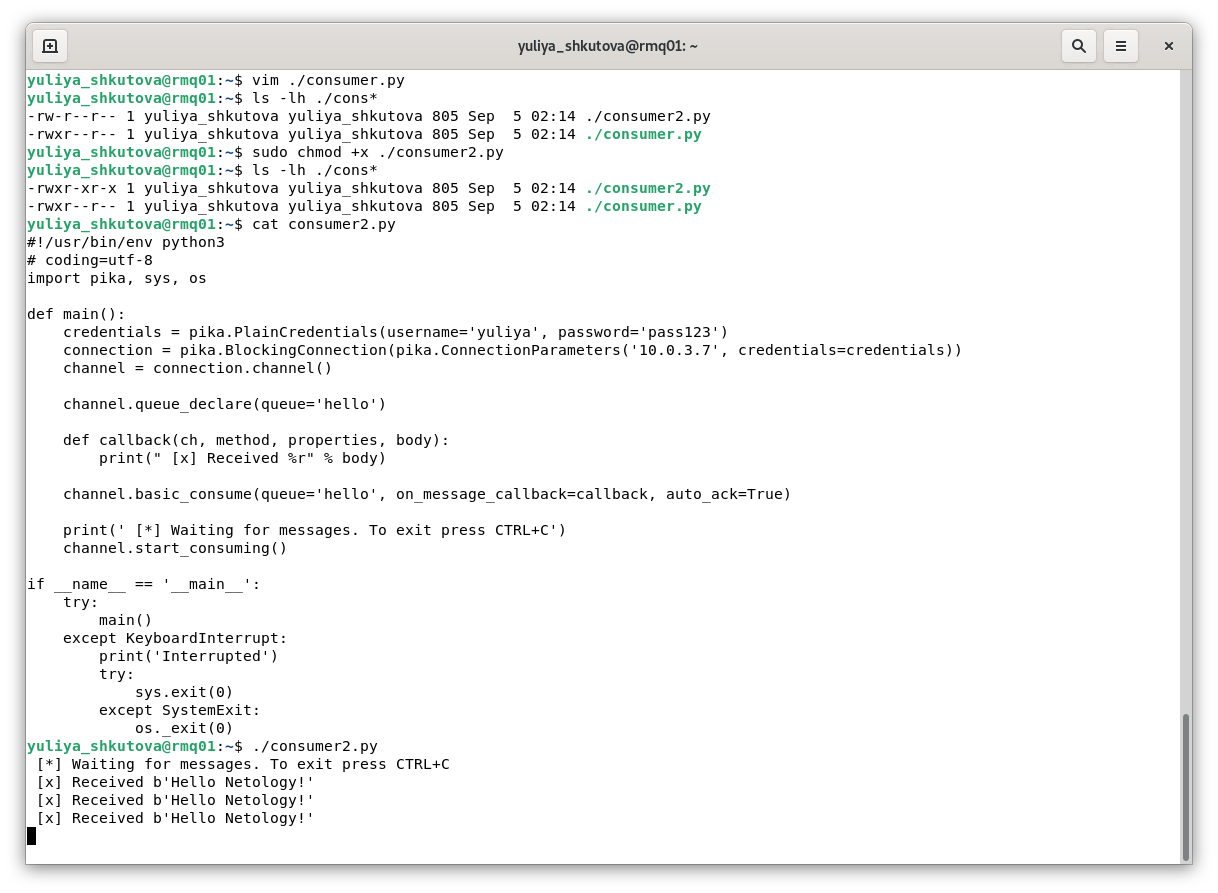 yuliya_shkutova@rmq01: ~
yuliya_shkutova@rmq01:~$ vim ./consumer.py
yuliya_shkutova@rmq01:~$ ls -lh ./cons*
-rw-r--r-- 1 yuliya_shkutova yuliya_shkutova 805 Sep  5 02:14 ./consumer2.py
-rwxr--r-- 1 yuliya_shkutova yuliya_shkutova 805 Sep  5 02:14 ./consumer.py
yuliya_shkutova@rmq01:~$ sudo chmod +x ./consumer2.py
yuliya_shkutova@rmq01:~$ ls -lh ./cons*
-rwxr-xr-x 1 yuliya_shkutova yuliya_shkutova 805 Sep  5 02:14 ./consumer2.py
-rwxr--r-- 1 yuliya_shkutova yuliya_shkutova 805 Sep  5 02:14 ./consumer.py
yuliya_shkutova@rmq01:~$ cat consumer2.py
#!/usr/bin/env python3
# coding=utf-8
import pika, sys, os

def main():
    credentials = pika.PlainCredentials(username='yuliya', password='pass123')
    connection = pika.BlockingConnection(pika.ConnectionParameters('10.0.3.7', credentials=credentials))
    channel = connection.channel()

    channel.queue_declare(queue='hello')

    def callback(ch, method, properties, body):
        print(" [x] Received %r" % body)

    channel.basic_consume(queue='hello', on_message_callback=callback, auto_ack=True)

    print(' [*] Waiting for messages. To exit press CTRL+C')
    channel.start_consuming()

if __name__ == '__main__':
    try:
        main()
    except KeyboardInterrupt:
        print('Interrupted')
        try:
            sys.exit(0)
        except SystemExit:
            os._exit(0)
yuliya_shkutova@rmq01:~$ ./consumer2.py
 [*] Waiting for messages. To exit press CTRL+C
 [x] Received b'Hello Netology!'
 [x] Received b'Hello Netology!'
 [x] Received b'Hello Netology!'